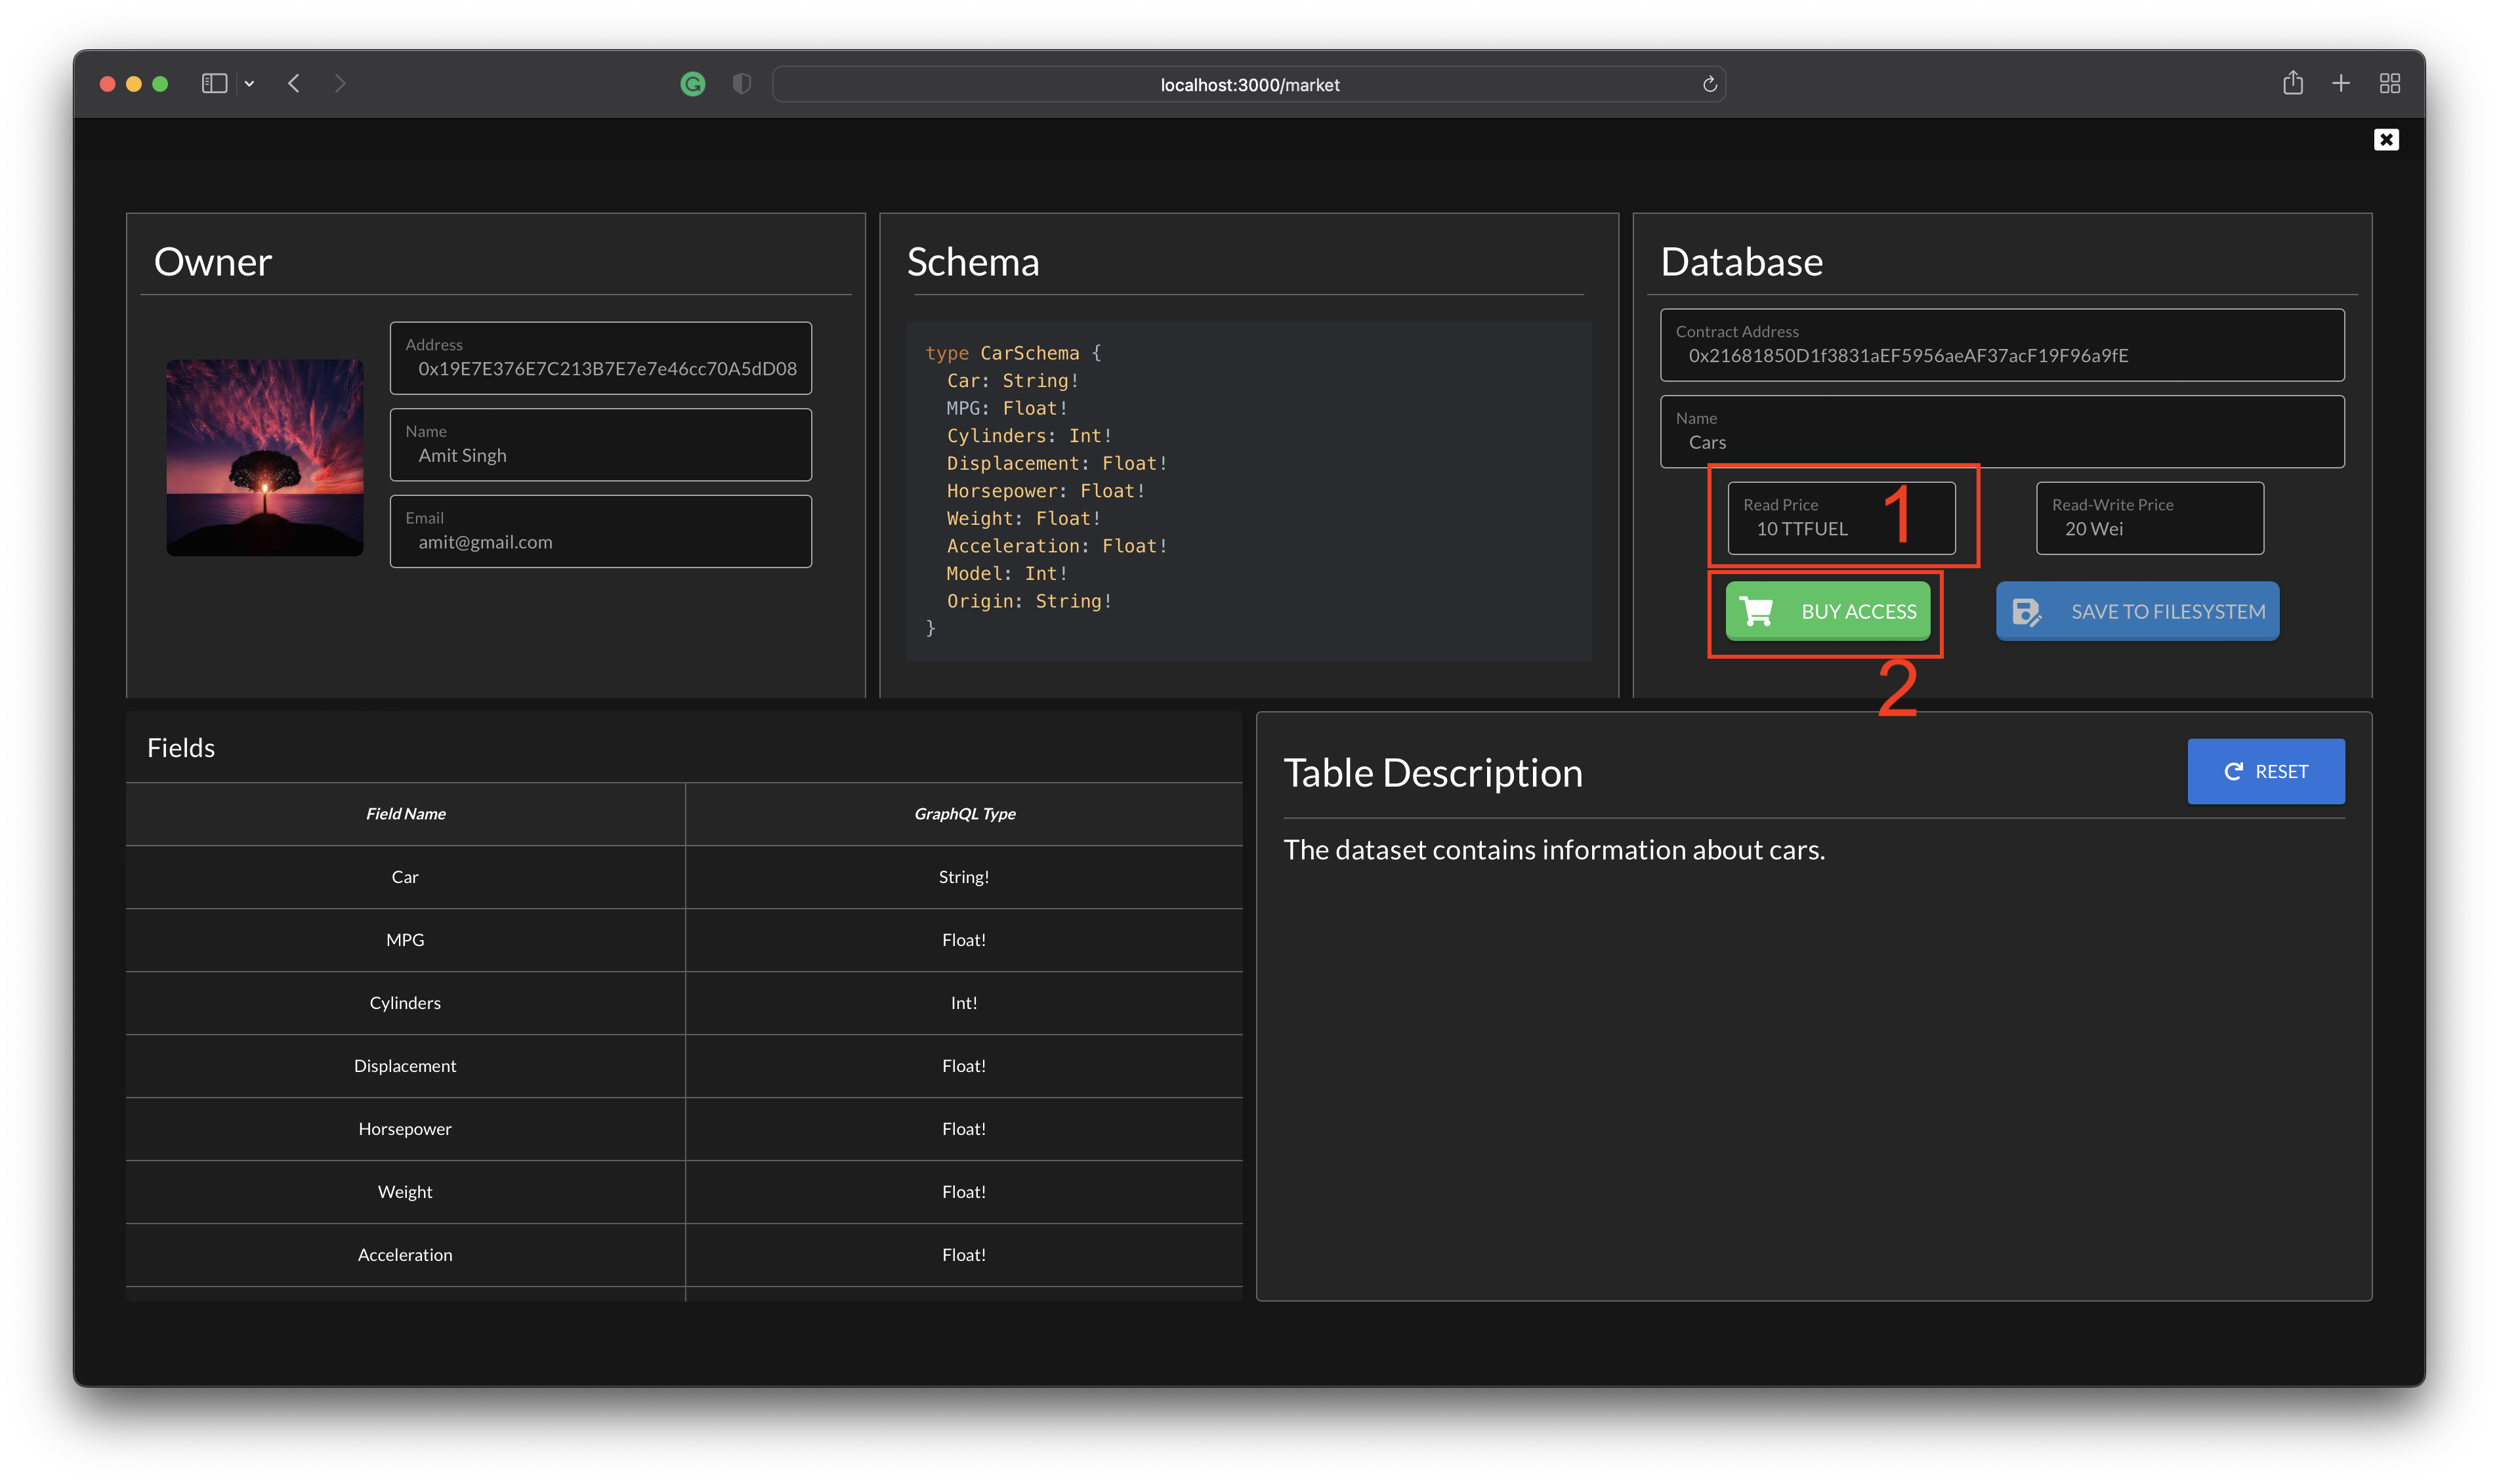 localhost:3000/market
Owner
Address
0x19E7E376E7C213B7E7e7e46cc70A5dD08
Name
Amit Singh
Email
amit@gmail.com
Schema
type CarSchema {
Car: String!
MPG: Float!
Cylinders: Int!
Displacement: Float!
Horsepower: Float!
Weight: Float!
Acceleration: Float!
Model: Int!
Origin: String!
}
Database
Contract Address
0x21681850D1f3831aEF5956aeAF37acF19F96a9fE
Name
Cars
Read Price
10 TTFUEL
1
Read-Write Price
20 Wei
BUY ACCESS
SAVE TO FILESYSTEM
2
Fields
Field Name GraphQL Type
Car String!
MPG Float!
Cylinders Int!
Displacement Float!
Horsepower Float!
Weight Float!
Acceleration Float!
Table Description
RESET
The dataset contains information about cars.